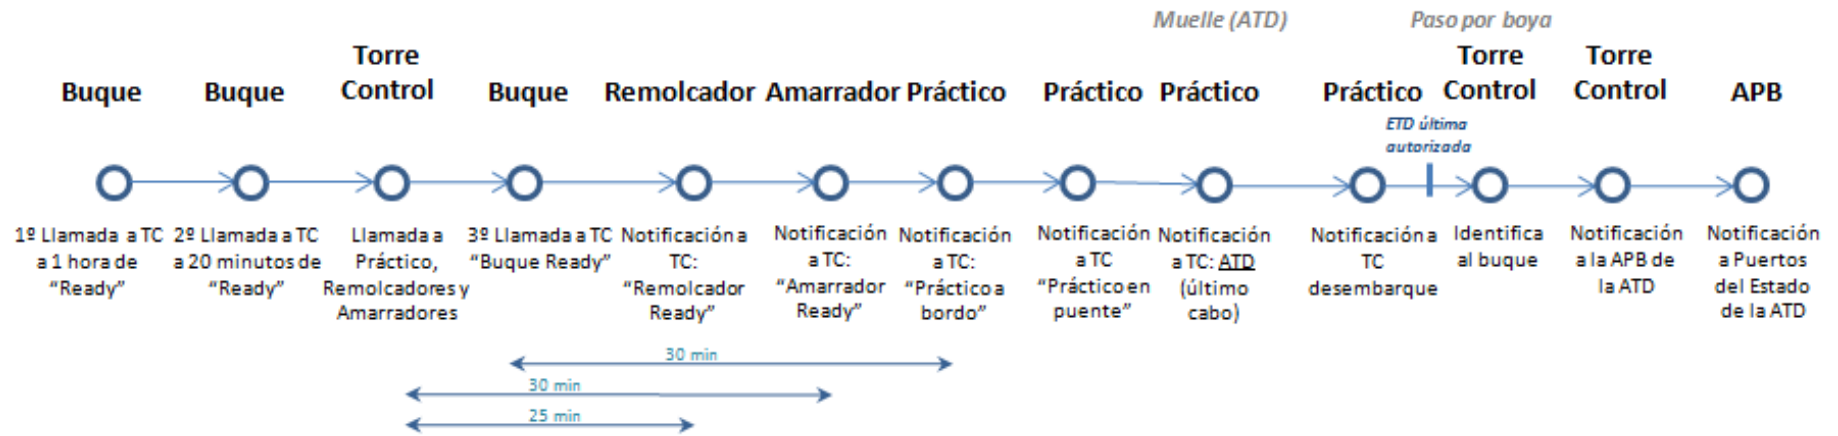 Muelle (ATD)
Paso por boya
Buque
Buque
Torre
Control
Buque
Remolcador
Amarrador
Práctico
Práctico
Práctico
Práctico
Torre
Control
Torre
Control
APB
ETD última
autorizada
1º Llamada a TC
a 1 hora de
“Ready”
2º Llamada a TC
a 20 minutos de
“Ready”
Llamada a
Práctico,
Remolcadores y
Amarradores
3º Llamada a TC
“Buque Ready”
Notificación a
TC:
“Remolcador
Ready”
Notificación
a TC:
“Amarrador
Ready”
Notificación
a TC:
“Práctico a
bordo”
Notificación
a TC
“Práctico en
puente”
Notificación
a TC: ATD
(último
cabo)
Notificación a
TC
desembarque
Identifica
al buque
Notificación
a la APB de
la ATD
Notificación
a Puertos
del Estado
de la ATD
30 min
30 min
25 min